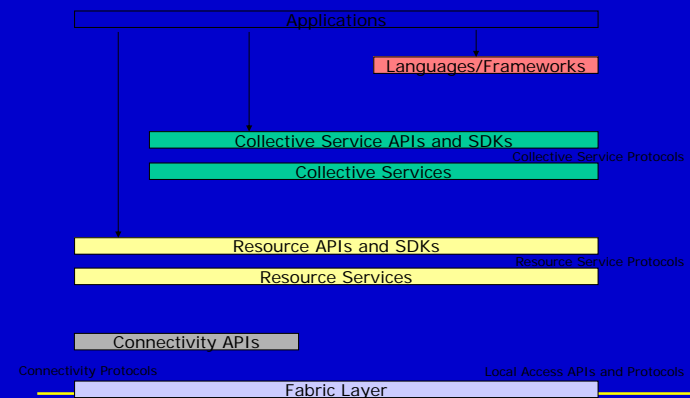 Applications
Languages/Frameworks
Collective Service APIs and SDKs
Collective Service Protocols
Collective Services
Resource APIs and SDKs
Resource Service Protocols
Resource Services
Connectivity APIs
Connectivity Protocols
Local Access APIs and Protocols
Fabric Layer